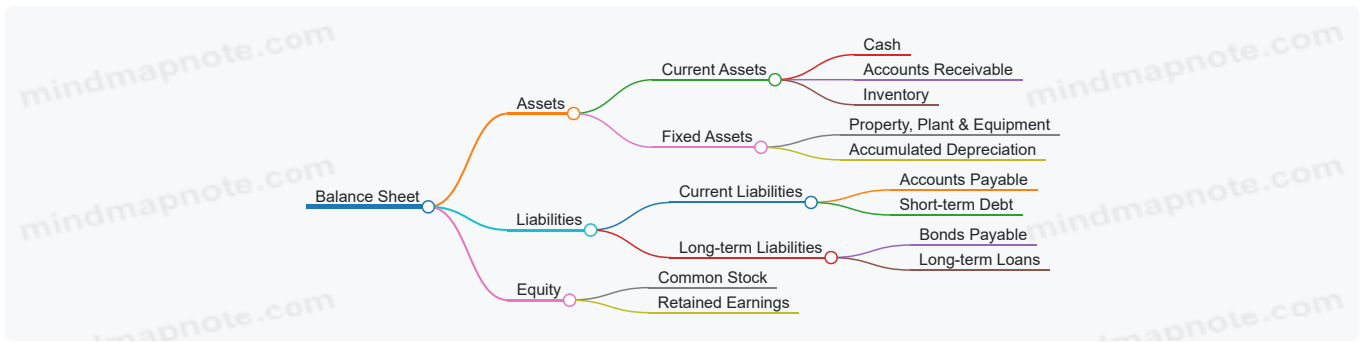 Balance Sheet
Assets
Current Assets
Cash
Accounts Receivable
Inventory
Fixed Assets
Property, Plant & Equipment
Accumulated Depreciation
Liabilities
Current Liabilities
Accounts Payable
Short-term Debt
Long-term Liabilities
Bonds Payable
Long-term Loans
Equity
Common Stock
Retained Earnings
mindmapnote.com
mindmapnote.com
mindmapnote.com
mindmapnote.com
mindmapnote.com
mindmapnote.com